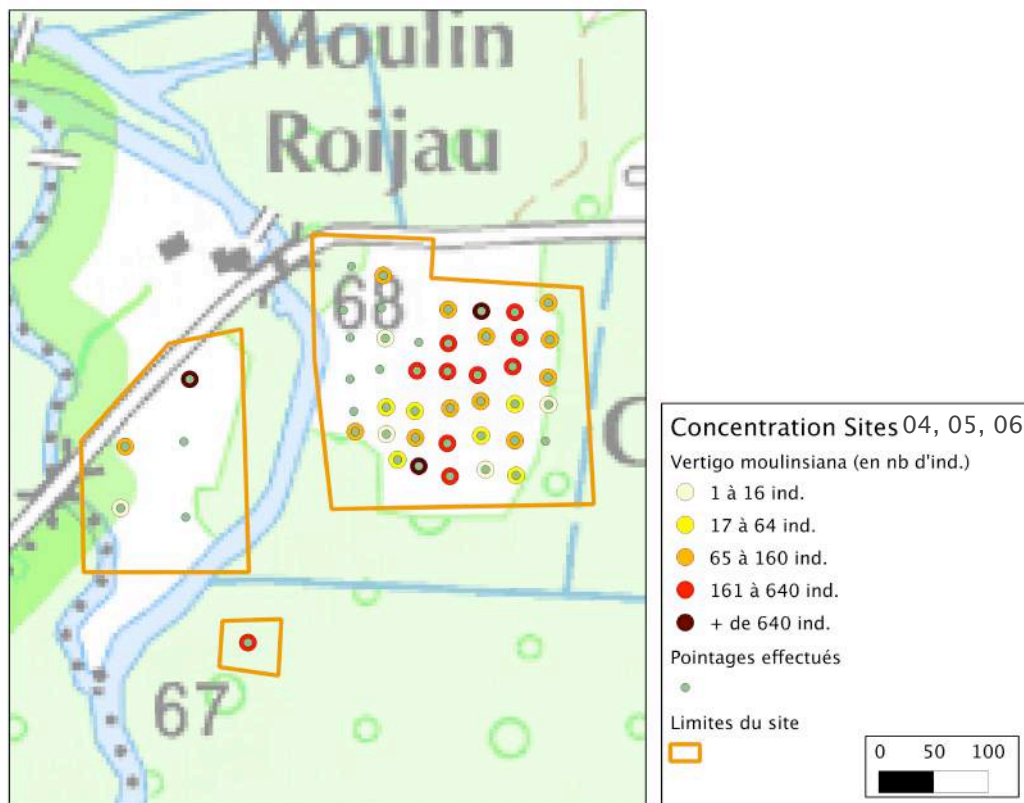 Moulin
Roijau
68
67
C
Concentration Sites 04, 05, 06
Vertigo moulinsiana (en nb d'ind.)
1 à 16 ind.
17 à 64 ind.
65 à 160 ind.
161 à 640 ind.
+ de 640 ind.
Pointages effectués
Limites du site
0 50 100